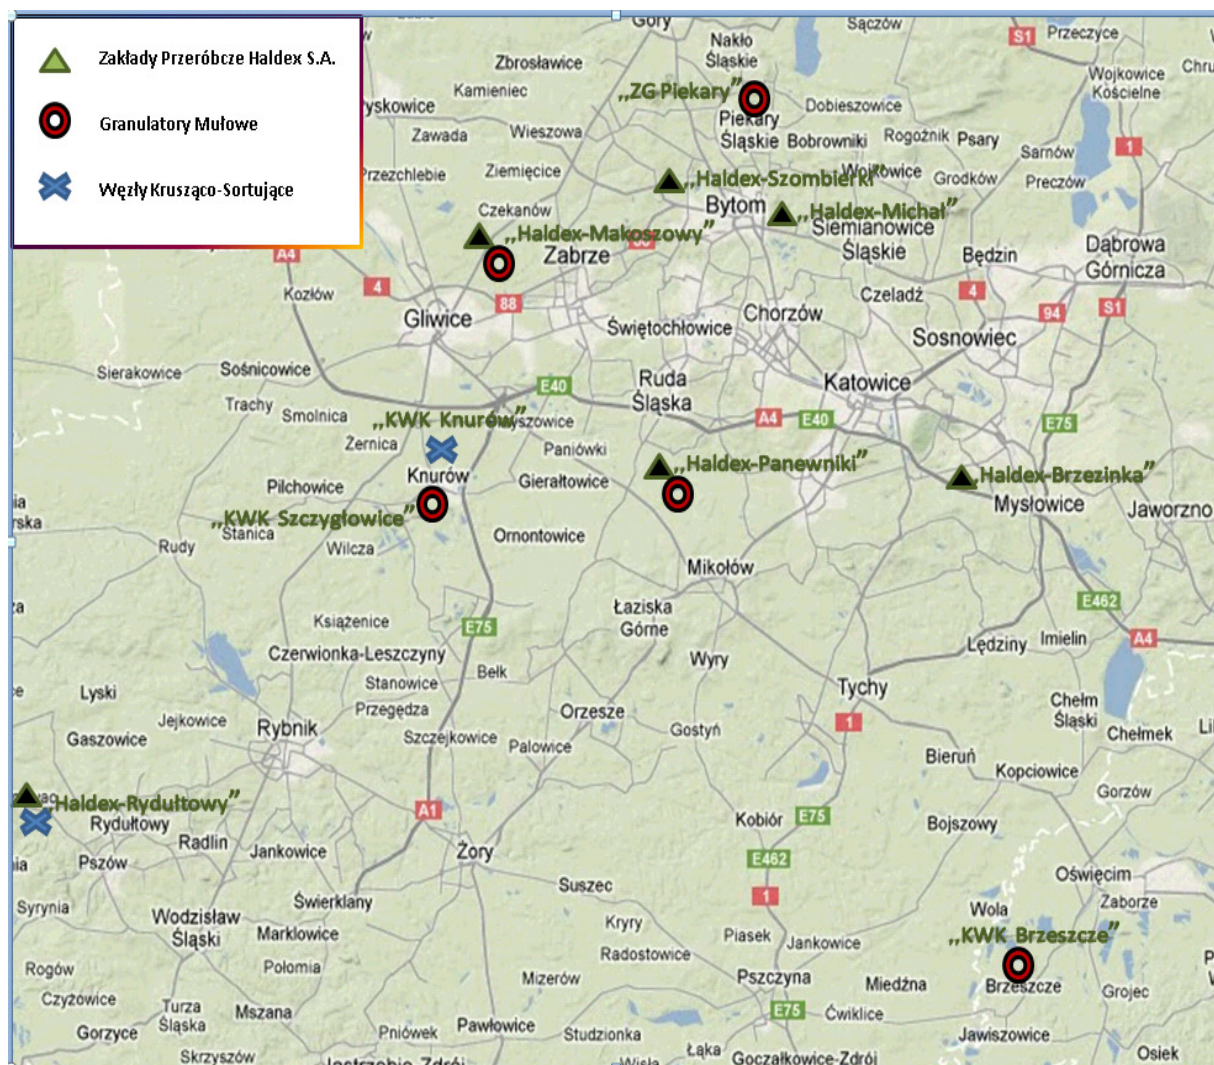 Zakłady Przeróbcze Haldex S.A.
Granulatory Mułowe
Węzły Krusząco-Sortujące
Góry
Sączów
S1
Przeczyce
Nakło
Śląskie
Zbrosławice
Kamieniec
„ZG Piekary”
Wojkowice
Kościelne
Dobieszowice
Pyskowice
Zawada
Wieszowa
Piekary
Śląskie
Bobrowniki
Rogoźnik
Psary
Sarnów
1
Przezchlebie
Ziemięcice
„Haldex-Szombierki”
Wojkowice
Gródków
Preczów
Czekanów
Bytom
„Haldex-Michał”
Siemianowice
Śląskie
„Haldex-Makoszowy”
88
Zabrze
Będzin
Dąbrowa
Górnicza
A4
Kozłów
4
88
Gliwice
Świętochłowice
Chorzów
Czeladź
4
94
S1
Sosnowiec
Sierakowice
Sośnicowice
E40
Ruda
Śląska
Katowice
Trachy
Smolnica
„KWK Knurów”
A4
E40
E75
Żernica
Paniówki
Knurów
Gierałtowice
„Haldex-Panewniki”
Haldex-Brzezinka”
Pilchowice
„KWK Szczygłowice”
Mysłowice
Jaworzno
Stanica
Wilcza
Ornontowice
Rudy
Mikołów
E462
Łaziska
Górne
Książenice
E75
A4
Czerwionka-Leszczyny
Bełk
Wyry
Lędziny
Imielin
Stanowice
Tychy
Lyski
Przegędza
Chełm
Śląski
Jejkowice
Rybnik
Orzesze
Gostyń
1
Chełmek
Gaszowice
Szczejkowice
Palowice
Bieruń
Kopciowice
Gorzów
Haldex-Rydułtowy”
A1
Kobiór
E75
Bojszowy
Rydułtowy
Radlin
Jankowice
Żory
E462
Pszów
Oświęcim
Suszec
1
Zaborze
Syrynia
Świerklany
Wodzisław
Śląski
Marklowice
Kryry
Piasek
Jankowice
Wola
„KWK Brzeszcze”
Radostowice
Rogów
Połomia
Mizerów
Pszczyna
Miedźna
Brzeszcze
Grojec
Czyżowice
Turza
Śląska
Mszana
E75
Ćwiklice
Gorzyce
Pniówek
Pawłowice
Studzionka
Jawiszowice
Skrzyszów
Jastrzębie-Zdrój
Wisła
Łąka
Goczałkowice-Zdrój
Osiek